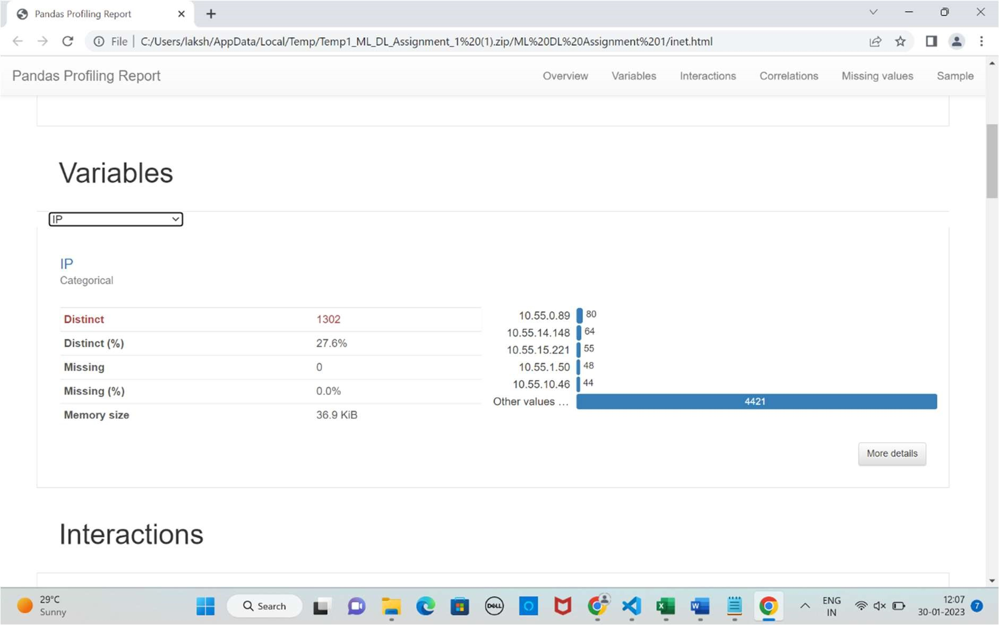 Pandas Profiling Report
File | C:/Users/laksh/AppData/Local/Temp/Temp1_ML_DL_Assignment_1%20(1).zip/ML%20DL%20Assignment%201/inet.html
Pandas Profiling Report Overview Variables Interactions Correlations Missing values Sample
Variables
IP
IP
Categorical
Distinct 1302
Distinct (%) 27.6%
Missing 0
Missing (%) 0.0%
Memory size 36.9 KiB
10.55.0.89 80
10.55.14.148 64
10.55.15.221 55
10.55.1.50 48
10.55.10.46 44
Other values ... 4421
More details
Interactions
29°C
Sunny
Search
DELL
X
W
ENG
IN
12:07
30-01-2023
7